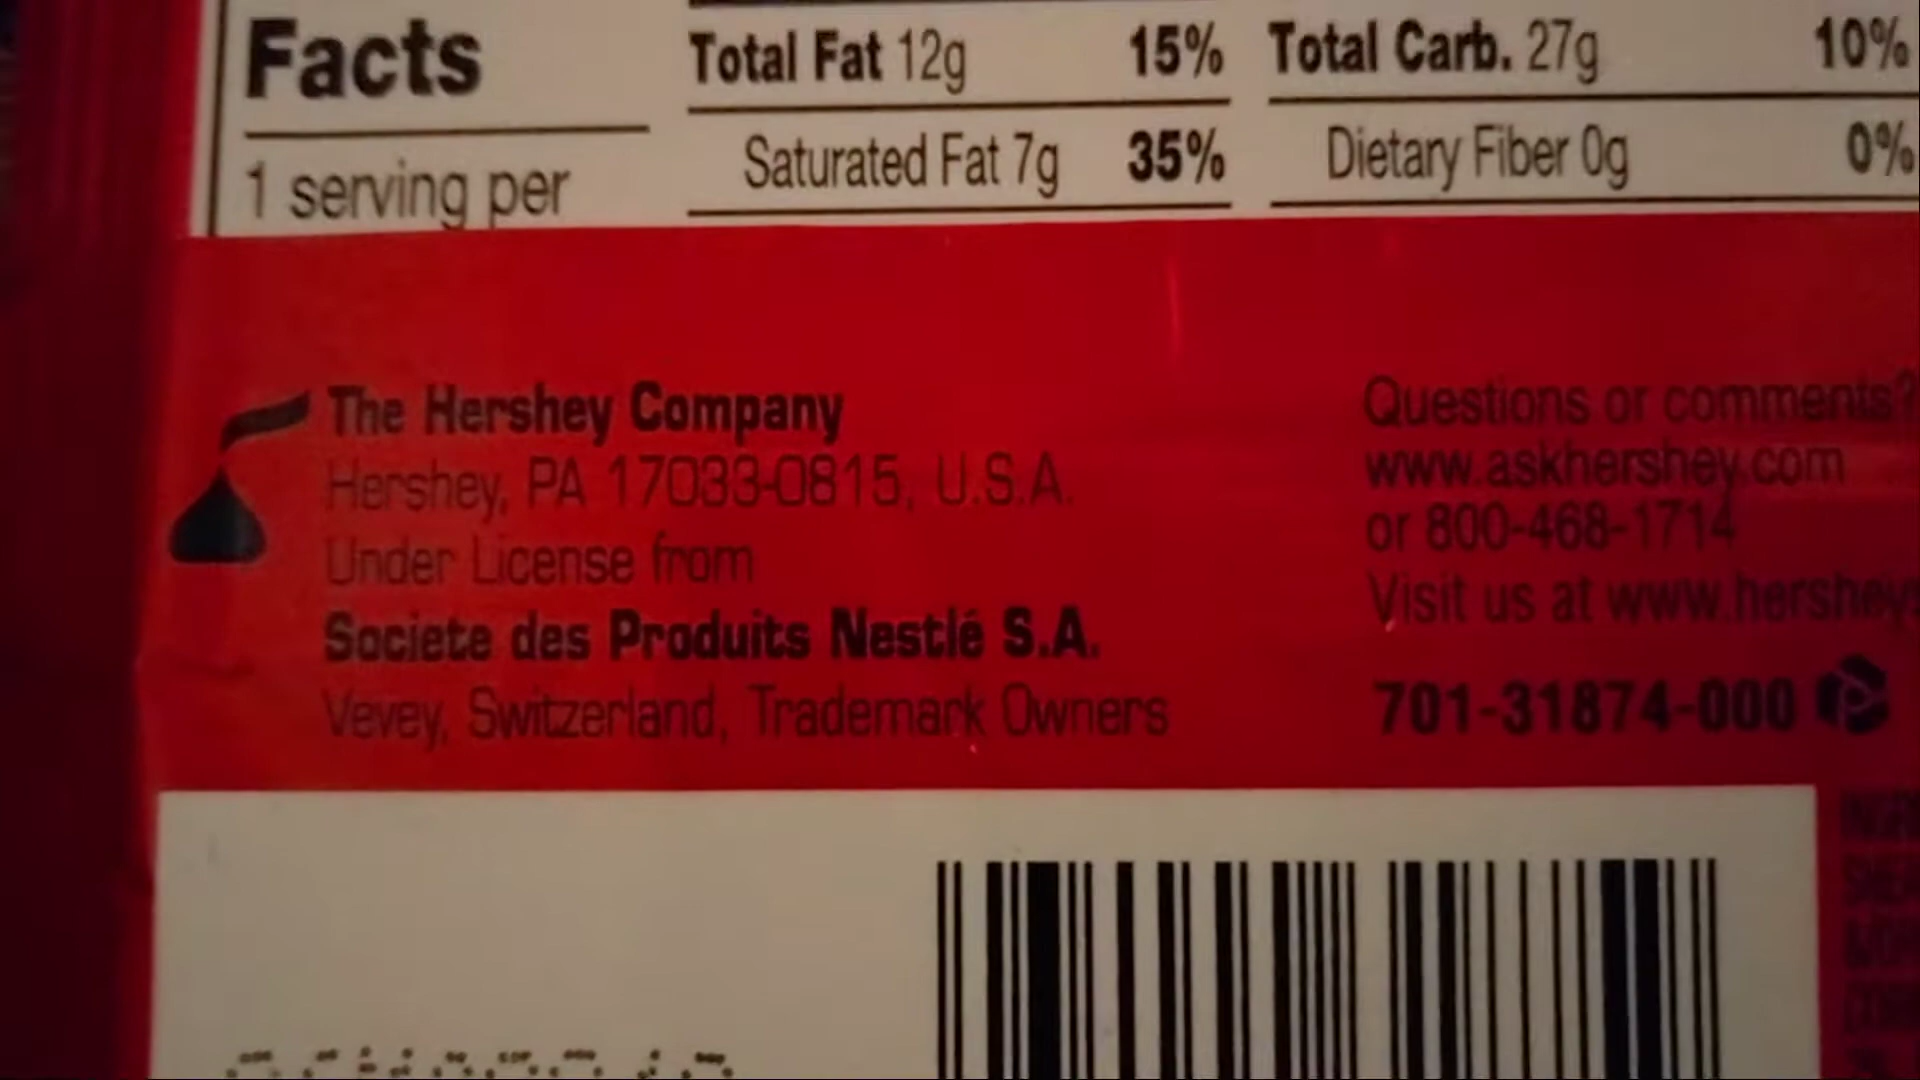 Facts
1 serving per
Total Fat 12g 15%
Saturated Fat 7g 35%
Total Carb. 27g 10%
Dietary Fiber 0g 0%
The Hershey Company
Hershey, PA 17033-0815, U.S.A.
Under License from
Societe des Produits Nestlé S.A.
Vevey, Switzerland, Trademark Owners
Questions or comments?
www.askhershey.com
or 800-468-1714
Visit us at www.hersheys
701-31874-000